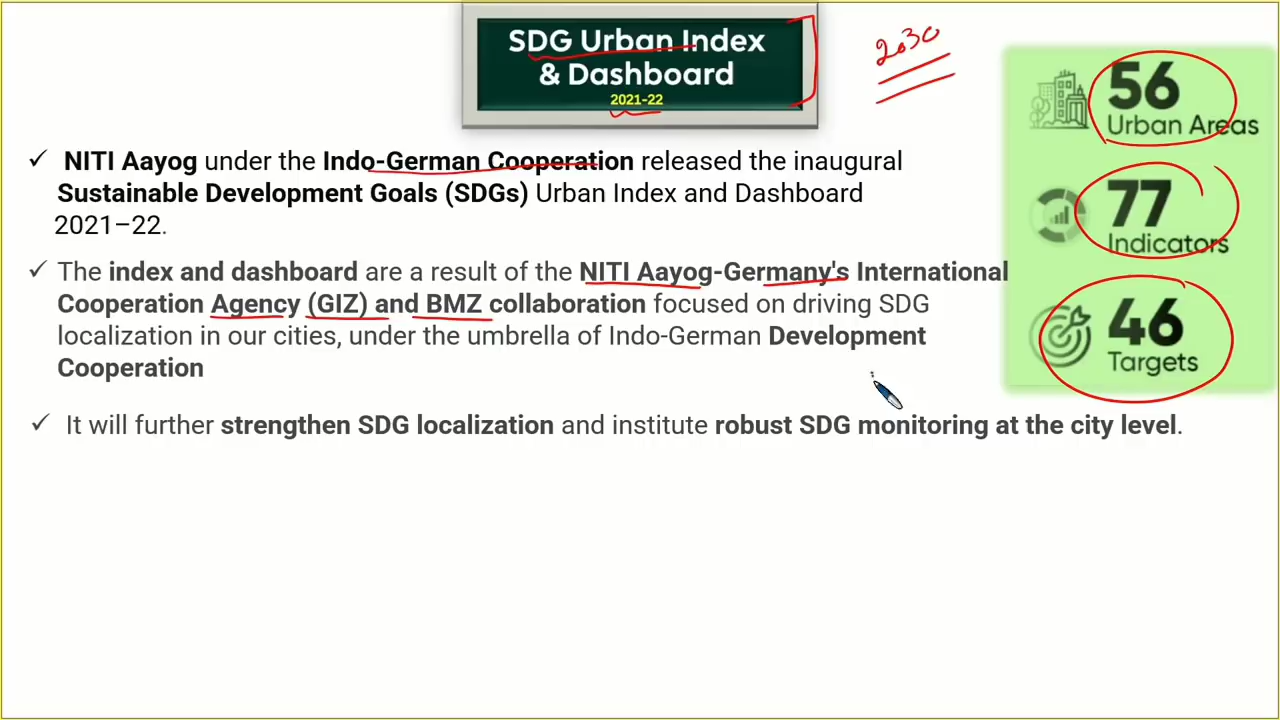 SDG Urban Index
& Dashboard
2021-22
2030
56
Urban Areas
77
Indicators
46
Targets
✓ NITI Aayog under the Indo-German Cooperation released the inaugural
Sustainable Development Goals (SDGs) Urban Index and Dashboard
2021–22.
✓ The index and dashboard are a result of the NITI Aayog-Germany's International
Cooperation Agency (GIZ) and BMZ collaboration focused on driving SDG
localization in our cities, under the umbrella of Indo-German Development
Cooperation
✓ It will further strengthen SDG localization and institute robust SDG monitoring at the city level.